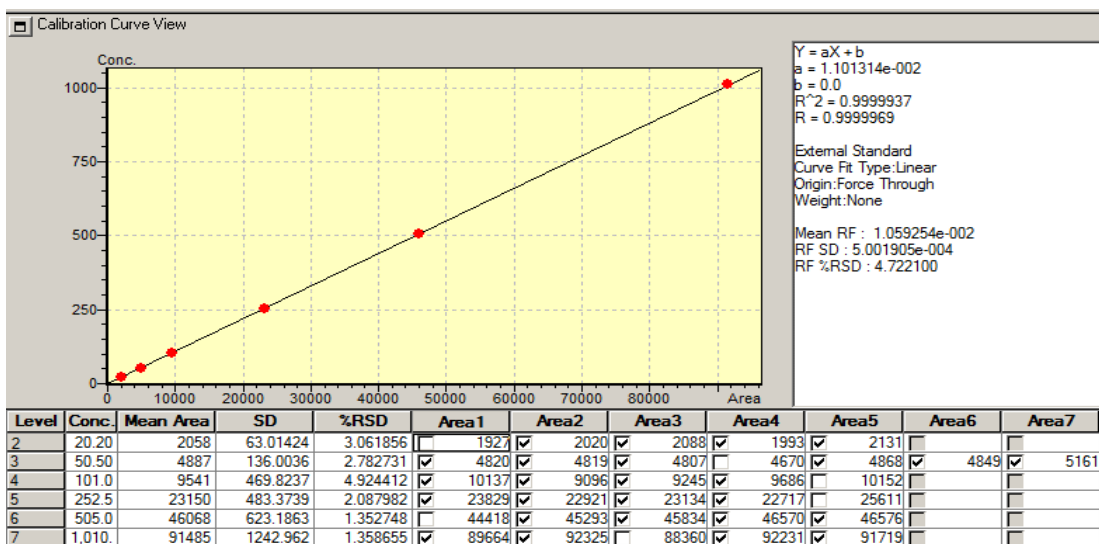 Calibration Curve View
Conc.
1000
750
500
250
0
0 10000 20000 30000 40000 50000 60000 70000 80000 Area
Y = aX + b
a = 1.101314e-002
b = 0.0
R^2 = 0.9999937
R = 0.9999969
External Standard
Curve Fit Type:Linear
Origin:Force Through
Weight:None
Mean RF : 1.059254e-002
RF SD : 5.001905e-004
RF %RSD : 4.722100
Level Conc. Mean Area SD %RSD Area1 Area2 Area3 Area4 Area5 Area6 Area7
2 20.20 2058 63.01424 3.061856 1927 2020 2088 1993 2131
3 50.50 4887 136.0036 2.782731 4820 4819 4807 4670 4868 4849 5161
4 101.0 9541 469.8237 4.924412 10137 9096 9245 9686 10152
5 252.5 23150 483.3739 2.087982 23829 22921 23134 22717 25611
6 505.0 46068 623.1863 1.352748 44418 45293 45834 46570 46576
7 1,010. 91485 1242.962 1.358655 89664 92325 88360 92231 91719